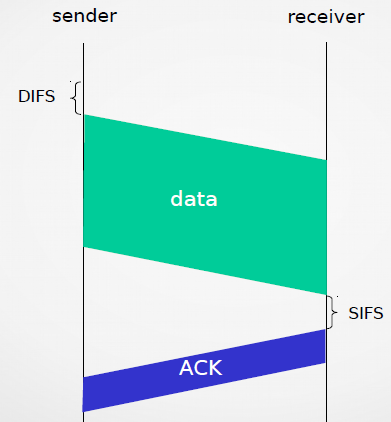 sender
receiver
DIFS
data
SIFS
ACK